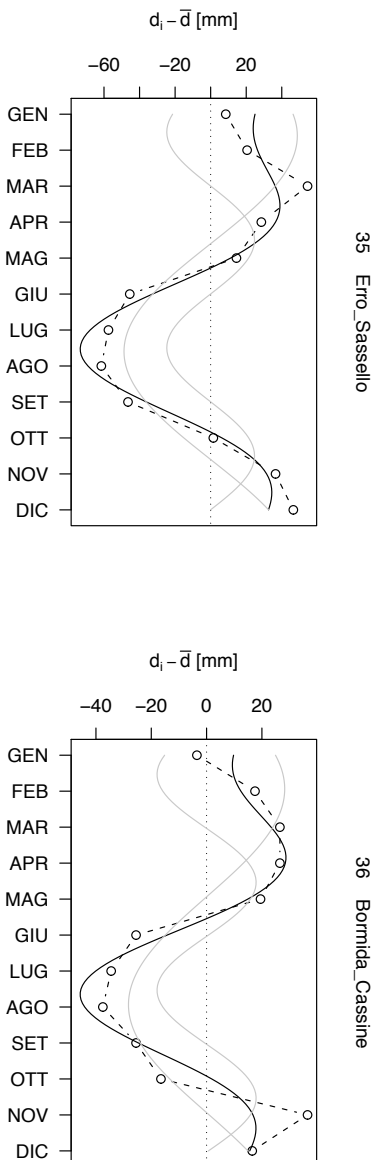 35 Erro_Sassello
d_i − d̅ [mm]
−60 −20 20
GEN
FEB
MAR
APR
MAG
GIU
LUG
AGO
SET
OTT
NOV
DIC
36 Bormida_Cassine
d_i − d̅ [mm]
−40 −20 0 20
GEN
FEB
MAR
APR
MAG
GIU
LUG
AGO
SET
OTT
NOV
DIC